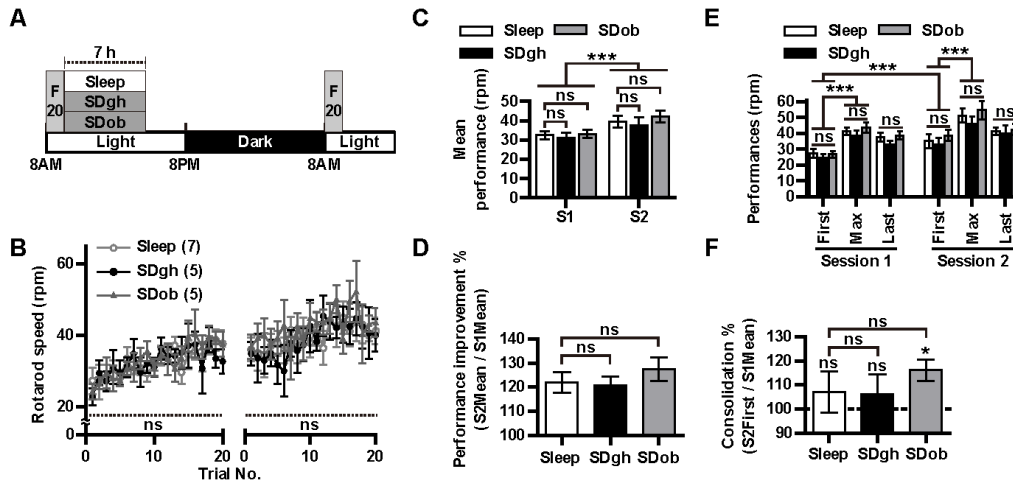 A
7 h
F
20
Sleep
SDgh
SDob
F
20
Light
Dark
Light
8AM
8PM
8AM
B
Sleep (7)
SDgh (5)
SDob (5)
Rotarod speed (rpm)
60
40
20
0
ns
ns
0
10
20
0
10
20
Trial No.
C
Sleep
SDob
SDgh
***
ns
ns
ns
ns
Mean
performance (rpm)
50
40
30
20
10
0
S1
S2
D
Performance improvement %
(S2Mean / S1Mean)
140
130
120
110
100
ns
ns
Sleep
SDgh
SDob
E
Sleep
SDob
SDgh
***
***
***
ns
ns
ns
ns
ns
ns
Performances (rpm)
60
50
40
30
20
10
0
First
Max
Last
First
Max
Last
Session 1
Session 2
F
Consolidation %
(S2First / S1Mean)
130
120
110
100
90
ns
ns
ns
ns
*
Sleep
SDgh
SDob